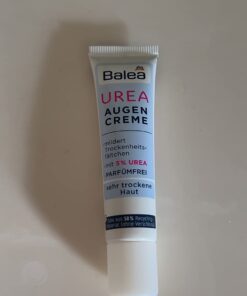 Balea
UREA
AUGEN
CREME
mildert
Trockenheits-
fältchen
mit 5% UREA
PARFÜMFREI
sehr trockene
Haut